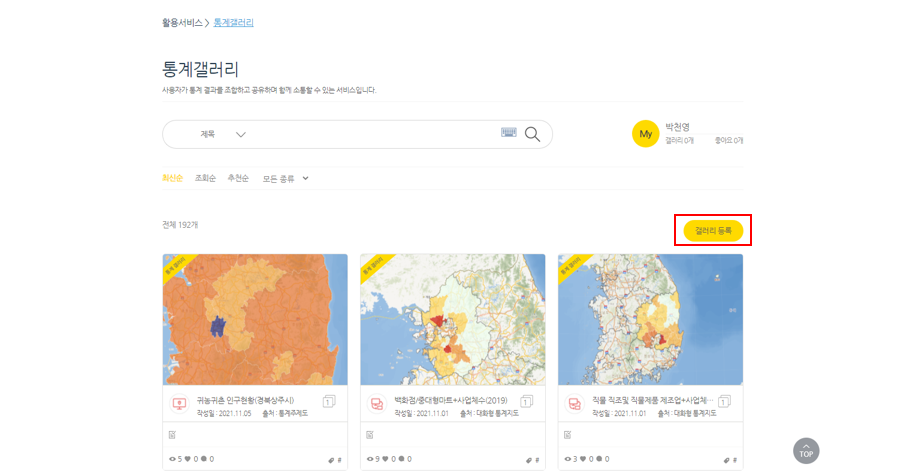 활용서비스 > 통계갤러리
통계갤러리
사용자가 통계 결과를 조합하고 공유하며 함께 소통할 수 있는 서비스입니다.
제목
My
박천영
갤러리 0개 좋아요 0개
최신순 조회순 추천순 모든 종류
전체 192개
갤러리 등록
통계 갤러리
통계 갤러리
통계 갤러리
귀농귀촌 인구현황(경북상주시) 1
작성일 : 2021.11.05 출처 : 통계주제도
5 0 0 #
백화점/중대형마트+사업체수(2019) 1
작성일 : 2021.11.01 출처 : 대화형 통계지도
9 0 0 #
직물 직조및 직물제품 제조업+사업체… 1
작성일 : 2021.11.01 출처 : 대화형 통계지도
3 0 0 #
TOP